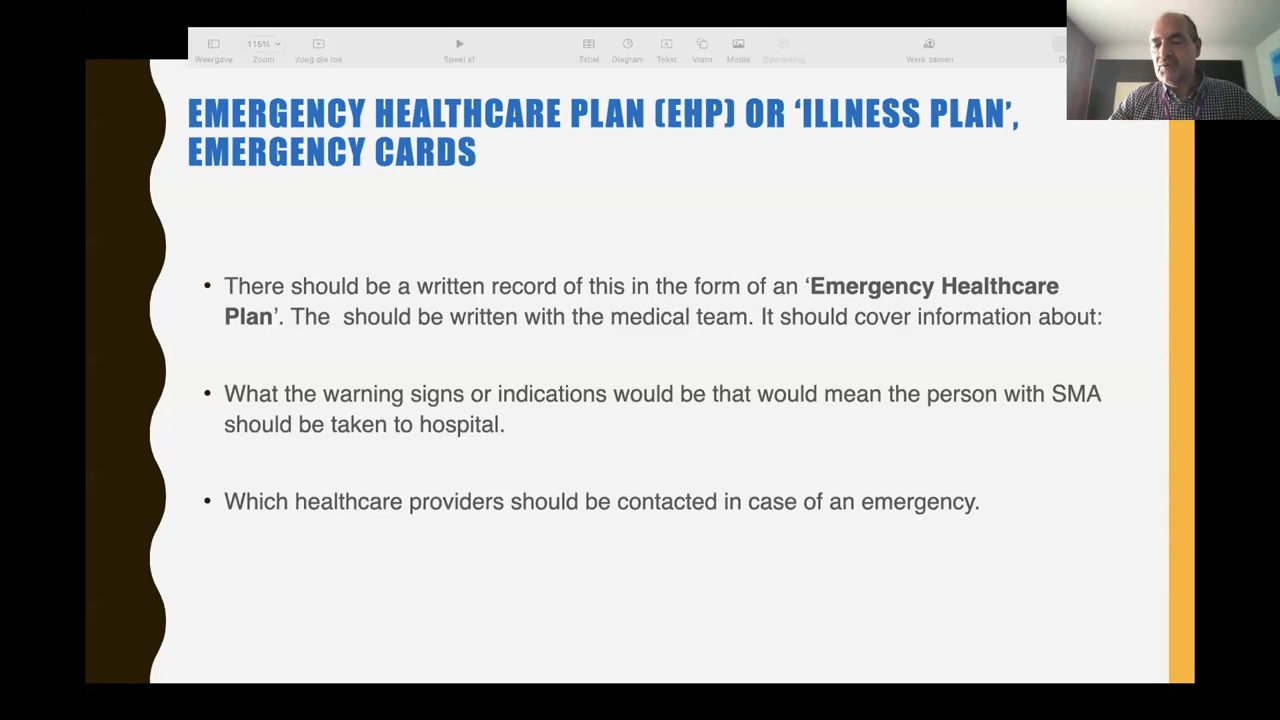 116%
Weergave
Zoom
Voeg dia toe
Speel af
Tabel
Diagram
Tekst
Vorm
Media
Opmerking
Werk samen
EMERGENCY HEALTHCARE PLAN (EHP) OR ‘ILLNESS PLAN’,
EMERGENCY CARDS
• There should be a written record of this in the form of an ‘Emergency Healthcare
Plan’. The  should be written with the medical team. It should cover information about:
• What the warning signs or indications would be that would mean the person with SMA
should be taken to hospital.
• Which healthcare providers should be contacted in case of an emergency.